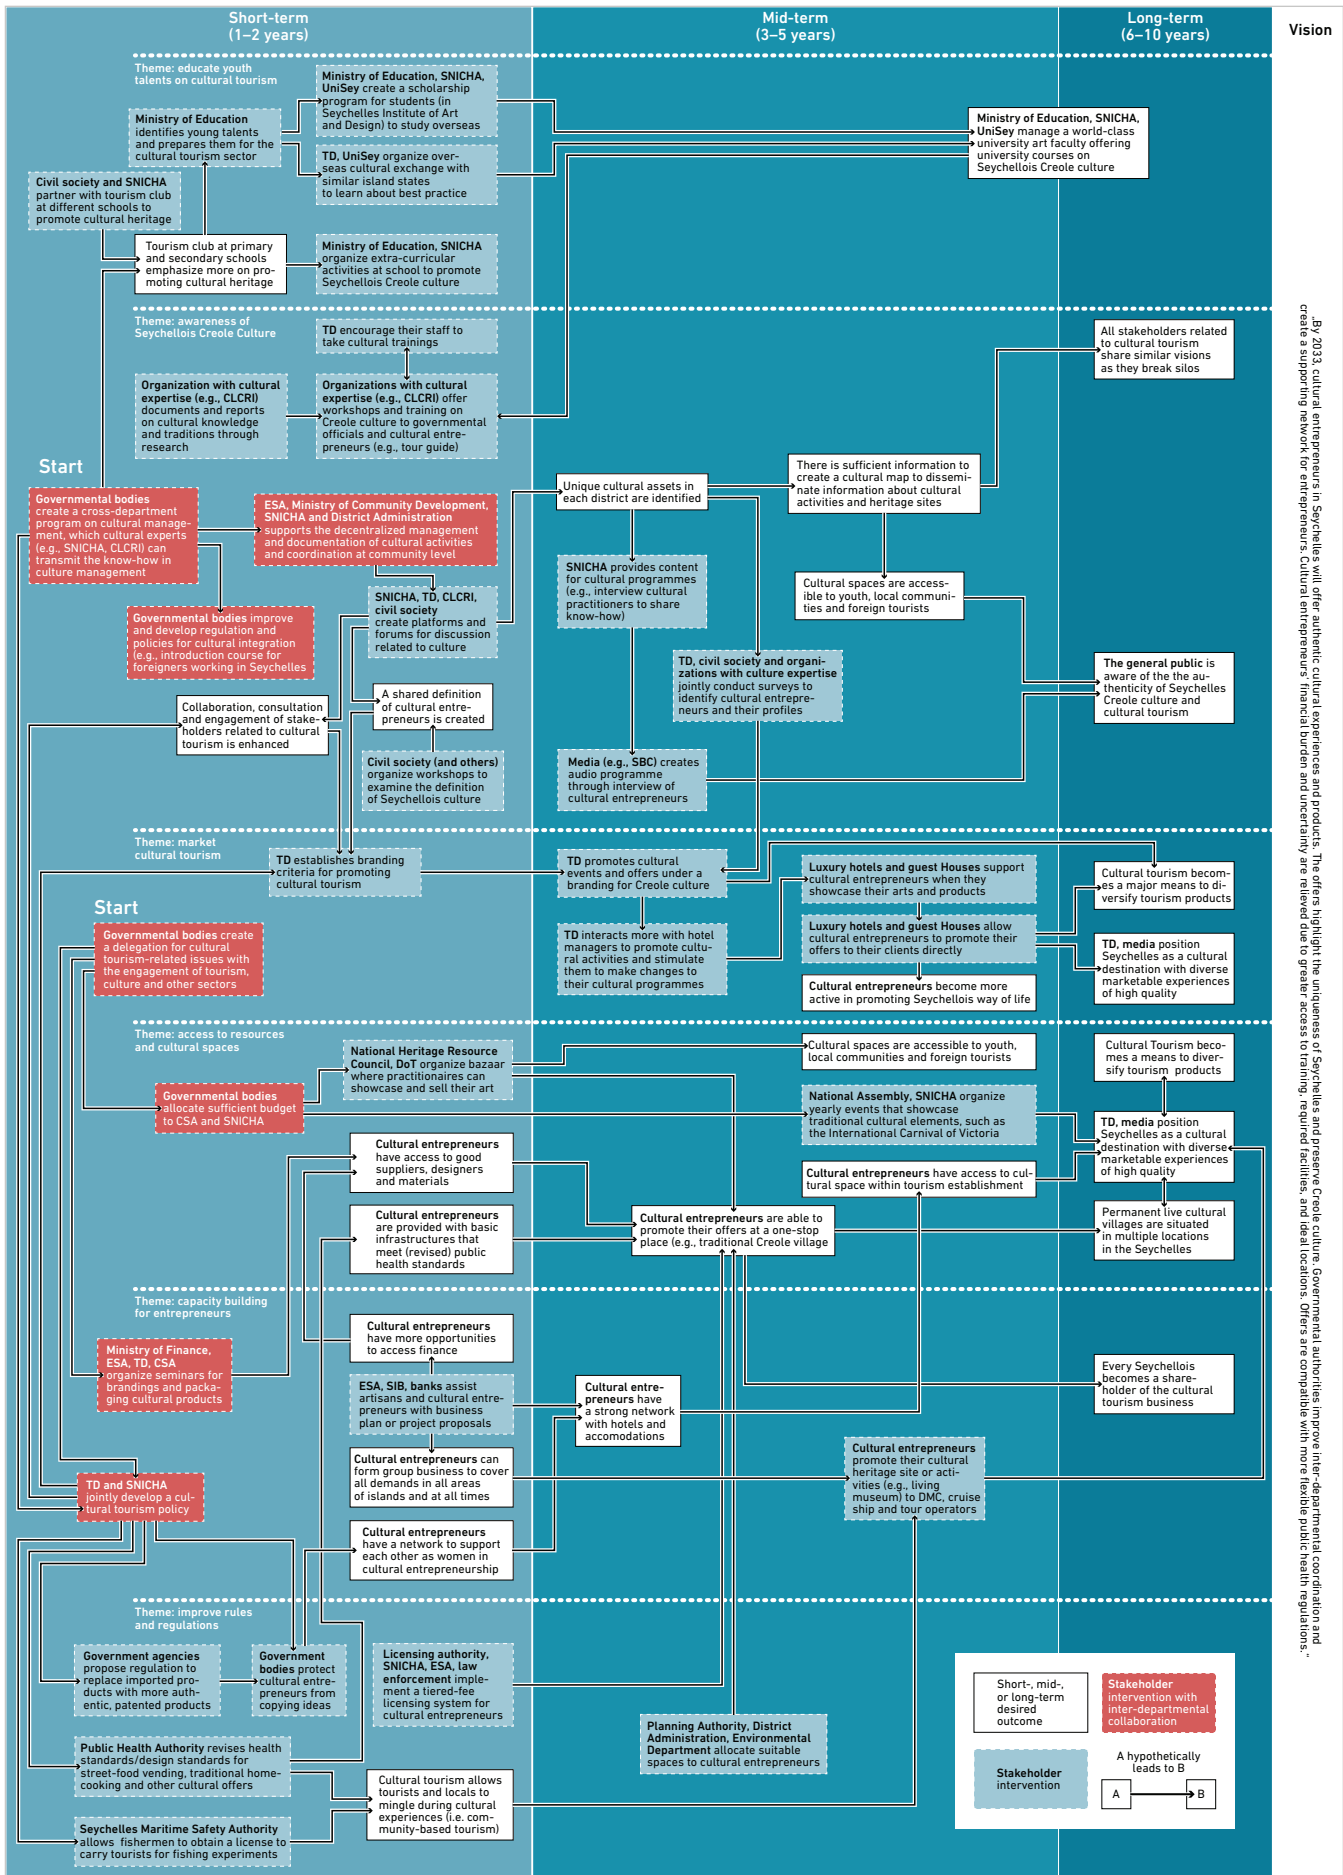 Short-term
(1–2 years)
Mid-term
(3–5 years)
Long-term
(6–10 years)
Vision
Theme: educate youth
talents on cultural tourism
Ministry of Education, SNICHA,
UniSey create a scholarship
program for students (in
Seychelles Institute of Art
and Design) to study overseas
Ministry of Education
identifies young talents
and prepares them for the
cultural tourism sector
Ministry of Education, SNICHA,
UniSey manage a world-class
university art faculty offering
university courses on
Seychellois Creole culture
TD, UniSey organize over-
seas cultural exchange with
similar island states
to learn about best practice
Civil society and SNICHA
partner with tourism club
at different schools to
promote cultural heritage
Tourism club at primary
and secondary schools
emphasize more on pro-
moting cultural heritage
Ministry of Education, SNICHA
organize extra-curricular
activities at school to promote
Seychellois Creole culture
Theme: awareness of
Seychellois Creole Culture
TD encourage their staff to
take cultural trainings
All stakeholders related
to cultural tourism
share similar visions
as they break silos
Organization with cultural
expertise (e.g., CLCRI)
documents and reports
on cultural knowledge
and traditions through
research
Organizations with cultural
expertise (e.g., CLCRI) offer
workshops and training on
Creole culture to governmental
officials and cultural entre-
preneurs (e.g., tour guide)
Start
Governmental bodies
create a cross-department
program on cultural manage-
ment, which cultural experts
(e.g., SNICHA, CLCRI) can
transmit the know-how in
culture management
ESA, Ministry of Community Development,
SNICHA and District Administration
supports the decentralized management
and documentation of cultural activities
and coordination at community level
Unique cultural assets in
each district are identified
There is sufficient information to
create a cultural map to dissemi-
nate information about cultural
activities and heritage sites
SNICHA provides content
for cultural programmes
(e.g., interview cultural
practitioners to share
know-how)
Cultural spaces are access-
ible to youth, local communi-
ties and foreign tourists
SNICHA, TD, CLCRI,
civil society
create platforms and
forums for discussion
related to culture
Governmental bodies improve
and develop regulation and
policies for cultural integration
(e.g., introduction course for
foreigners working in Seychelles
TD, civil society and organi-
zations with culture expertise
jointly conduct surveys to
identify cultural entrepre-
neurs and their profiles
The general public is
aware of the the au-
thenticity of Seychelles
Creole culture and
cultural tourism
Collaboration, consultation
and engagement of stake-
holders related to cultural
tourism is enhanced
A shared definition
of cultural entre-
preneurs is created
Civil society (and others)
organize workshops to
examine the definition
of Seychellois culture
Media (e.g., SBC) creates
audio programme
through interview of
cultural entrepreneurs
Theme: market
cultural tourism
TD establishes branding
criteria for promoting
cultural tourism
TD promotes cultural
events and offers under a
branding for Creole culture
Luxury hotels and guest Houses support
cultural entrepreneurs when they
showcase their arts and products
Cultural tourism becom-
es a major means to di-
versify tourism products
Start
Governmental bodies create
a delegation for cultural
tourism-related issues with
the engagement of tourism,
culture and other sectors
TD interacts more with hotel
managers to promote cultu-
ral activities and stimulate
them to make changes to
their cultural programmes
Luxury hotels and guest Houses allow
cultural entrepreneurs to promote their
offers to their clients directly
TD, media position
Seychelles as a cultural
destination with diverse
marketable experiences
of high quality
Cultural entrepreneurs become more
active in promoting Seychellois way of life
Theme: access to resources
and cultural spaces
National Heritage Resource
Council, DoT organize bazaar
where practitionaires can
showcase and sell their art
Cultural spaces are accessible to youth,
local communities and foreign tourists
Cultural Tourism beco-
mes a means to diver-
sify tourism products
Governmental bodies
allocate sufficient budget
to CSA and SNICHA
National Assembly, SNICHA organize
yearly events that showcase
traditional cultural elements, such as
the International Carnival of Victoria
TD, media position
Seychelles as a cultural
destination with diverse
marketable experiences
of high quality
Cultural entrepreneurs
have access to good
suppliers, designers
and materials
Cultural entrepreneurs have access to cul-
tural space within tourism establishment
Cultural entrepreneurs
are provided with basic
infrastructures that
meet (revised) public
health standards
Cultural entrepreneurs are able to
promote their offers at a one-stop
place (e.g., traditional Creole village
Permanent live cultural
villages are situated
in multiple locations
in the Seychelles
Theme: capacity building
for entrepreneurs
Cultural entrepreneurs
have more opportunities
to access finance
Ministry of Finance,
ESA, TD, CSA
organize seminars for
brandings and packa-
ging cultural products
ESA, SIB, banks assist
artisans and cultural entre-
preneurs with business
plan or project proposals
Cultural entre-
preneurs have
a strong network
with hotels and
accomodations
Every Seychellois
becomes a share-
holder of the cultural
tourism business
Cultural entrepreneurs can
form group business to cover
all demands in all areas
of islands and at all times
Cultural entrepreneurs
promote their cultural
heritage site or acti-
vities (e.g., living
museum) to DMC, cruise
ship and tour operators
TD and SNICHA
jointly develop a cul-
tural tourism policy
Cultural entrepreneurs
have a network to support
each other as women in
cultural entrepreneurship
Theme: improve rules
and regulations
Government agencies
propose regulation to
replace imported pro-
ducts with more auth-
entic, patented products
Government
bodies protect
cultural entre-
preneurs from
copying ideas
Licensing authority,
SNICHA, ESA, law
enforcement imple-
ment a tiered-fee
licensing system for
cultural entrepreneurs
Planning Authority, District
Administration, Environmental
Department allocate suitable
spaces to cultural entrepreneurs
Public Health Authority revises health
standards/design standards for
street-food vending, traditional home-
cooking and other cultural offers
Cultural tourism allows
tourists and locals to
mingle during cultural
experiences (i.e. com-
munity-based tourism)
Seychelles Maritime Safety Authority
allows fishermen to obtain a license to
carry tourists for fishing experiments
Short-, mid-,
or long-term
desired
outcome
Stakeholder
intervention with
inter-departmental
collaboration
Stakeholder
intervention
A hypothetically
leads to B
A
B
„By 2033, cultural entrepreneurs in Seychelles will offer authentic cultural experiences and products. The offers highlight the uniqueness of Seychelles and preserve Creole culture. Governmental authorities improve inter-departmental coordination and
create a supporting network for entrepreneurs. Cultural entrepreneurs' financial burden and uncertainty are relieved due to greater access to training, required facilities, and ideal locations. Offers are compatible with more flexible public health regulations.“